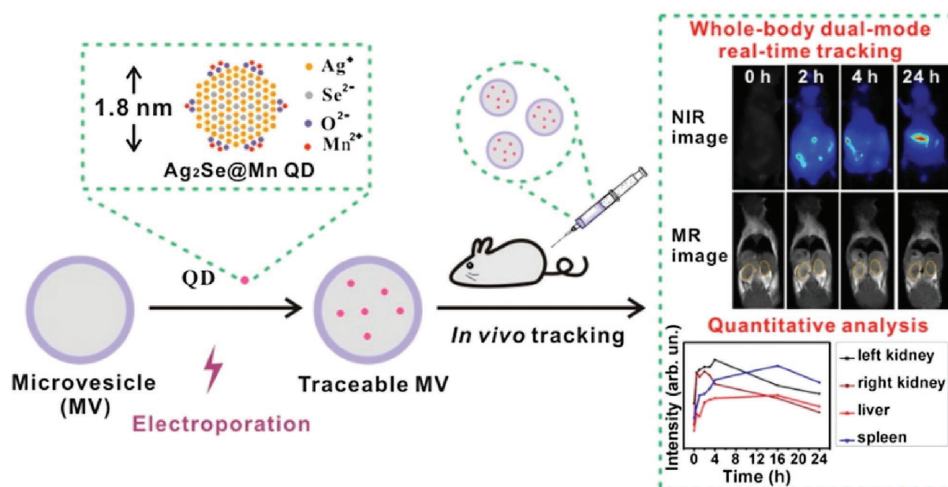 1.8 nm
Ag⁺
Se²⁻
O²⁻
Mn²⁺
Ag₂Se@Mn QD
QD
Microvesicle
(MV)
Electroporation
Traceable MV
In vivo tracking
Whole-body dual-mode
real-time tracking
0 h 2 h 4 h 24 h
NIR
image
MR
image
Quantitative analysis
Intensity (arb. un.)
0 4 8 12 16 20 24
Time (h)
left kidney
right kidney
liver
spleen